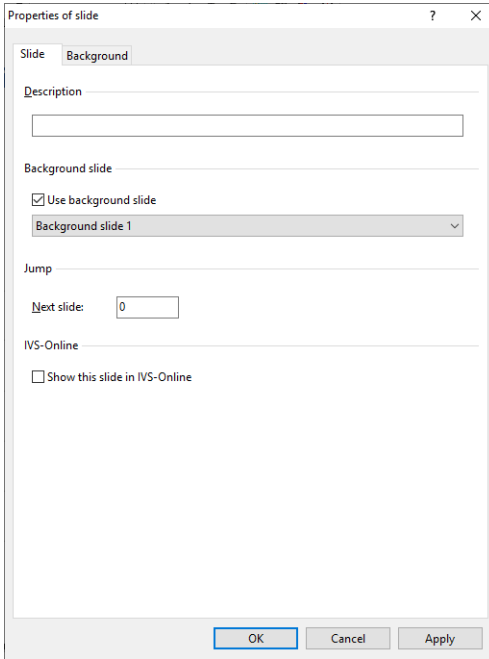 Properties of slide ?
Slide Background
Description
Background slide
Use background slide
Background slide 1
Jump
Next slide: 0
IVS-Online
Show this slide in IVS-Online
OK Cancel Apply